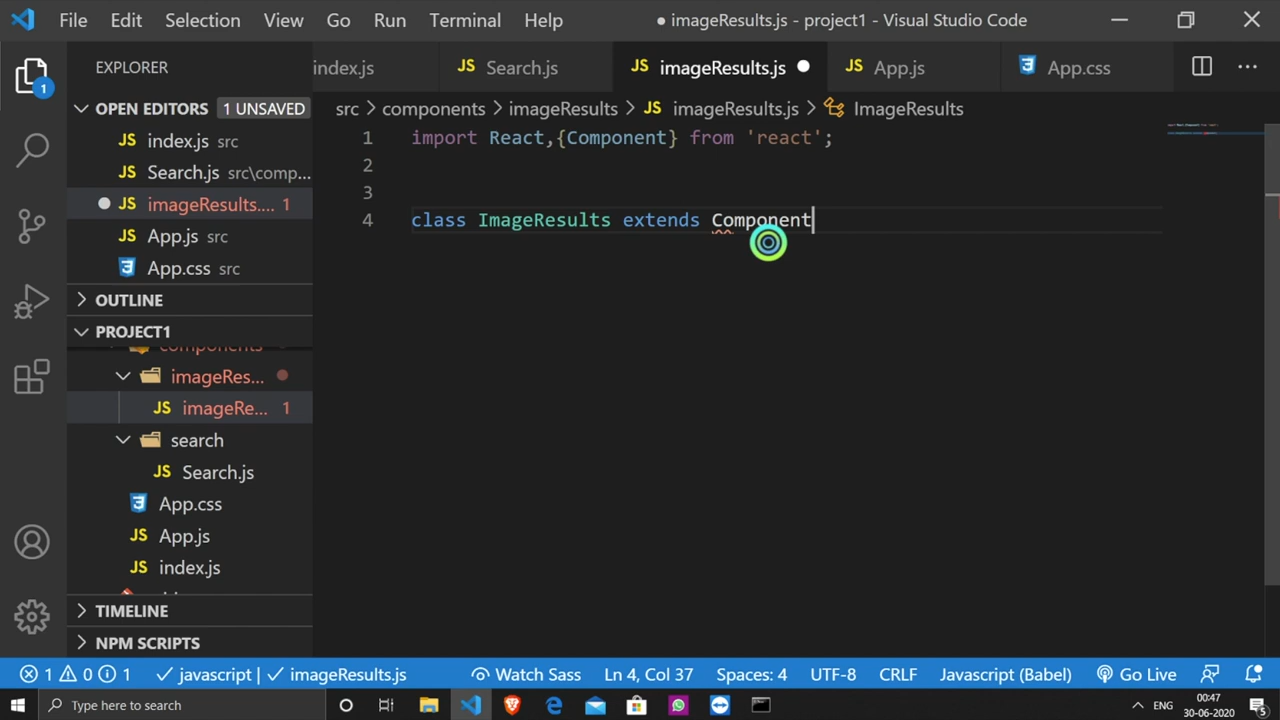 File Edit Selection View Go Run Terminal Help ● imageResults.js - project1 - Visual Studio Code
EXPLORER
index.js
JS Search.js
JS imageResults.js
JS App.js
App.css
OPEN EDITORS 1 UNSAVED
src > components > imageResults > JS imageResults.js > ImageResults
JS index.js src
JS Search.js src\comp...
JS imageResults.... 1
JS App.js src
App.css src
OUTLINE
PROJECT1
components
imageRes...
JS imageRe... 1
search
JS Search.js
App.css
JS App.js
JS index.js
TIMELINE
NPM SCRIPTS
1
1 import React,{Component} from 'react';
2
3
4 class ImageResults extends Component
1 0 1 javascript | imageResults.js Watch Sass Ln 4, Col 37 Spaces: 4 UTF-8 CRLF Javascript (Babel) Go Live
Type here to search
ENG
00:47
30-06-2020
5